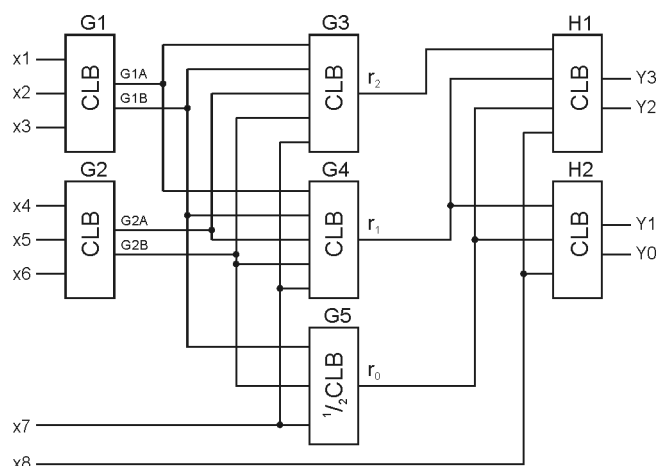 G1 G3 H1
x1
x2
x3
CLB
G1A
G1B
CLB
r2
CLB
Y3
Y2
G2 G4 H2
x4
x5
x6
CLB
G2A
G2B
CLB
r1
CLB
Y1
Y0
G5
1/2CLB
r0
x7
x8